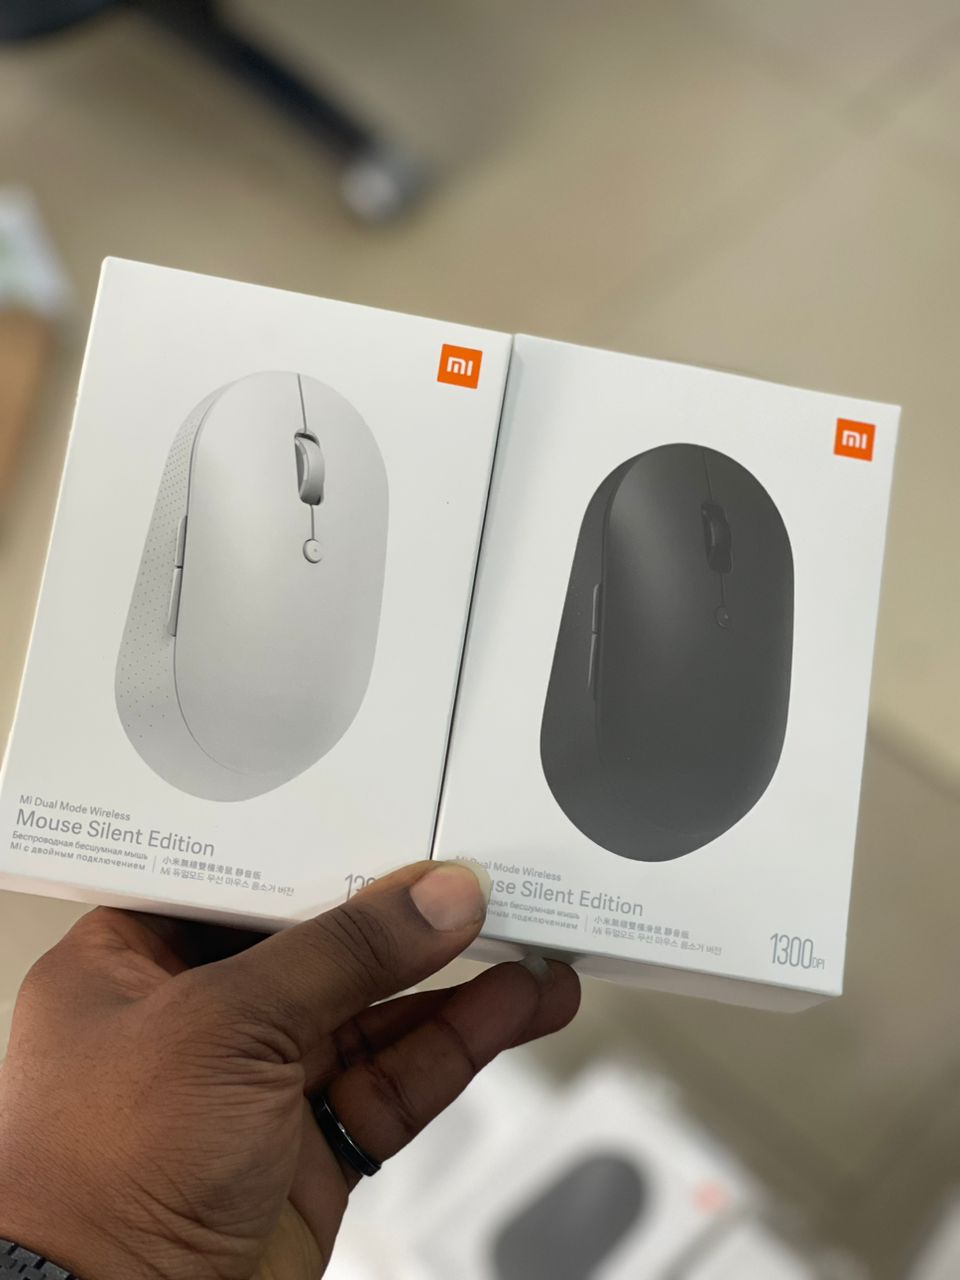 mi
Mi Dual Mode Wireless
Mouse Silent Edition
Беспроводная бесшумная мышь
Mi с двойным подключением
小米無線雙模滑鼠 靜音版
Mi 듀얼모드 무선 마우스 음소거 버전
mi
Dual Mode Wireless
Silent Edition
бесшумная мышь
подключением
小米無線雙模滑鼠 靜音版
Mi 듀얼모드 무선 마우스 음소거 버전
1300DPI